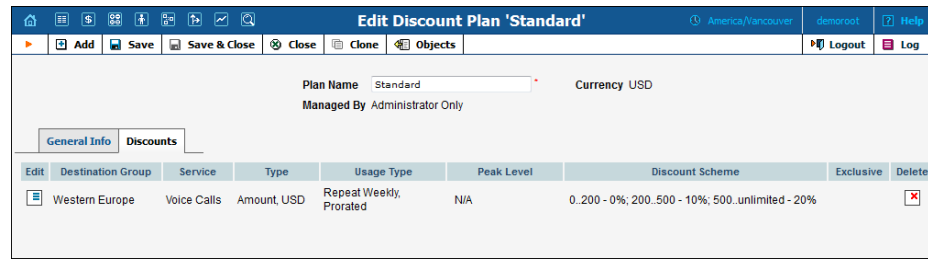 Edit Discount Plan 'Standard' America/Vancouver demoroot ? Help
Add Save Save & Close Close Clone Objects Logout Log
Plan Name Standard * Currency USD
Managed By Administrator Only
General Info Discounts
Edit Destination Group Service Type Usage Type Peak Level Discount Scheme Exclusive Delete
Western Europe Voice Calls Amount, USD Repeat Weekly, Prorated N/A 0..200 - 0%; 200..500 - 10%; 500..unlimited - 20%